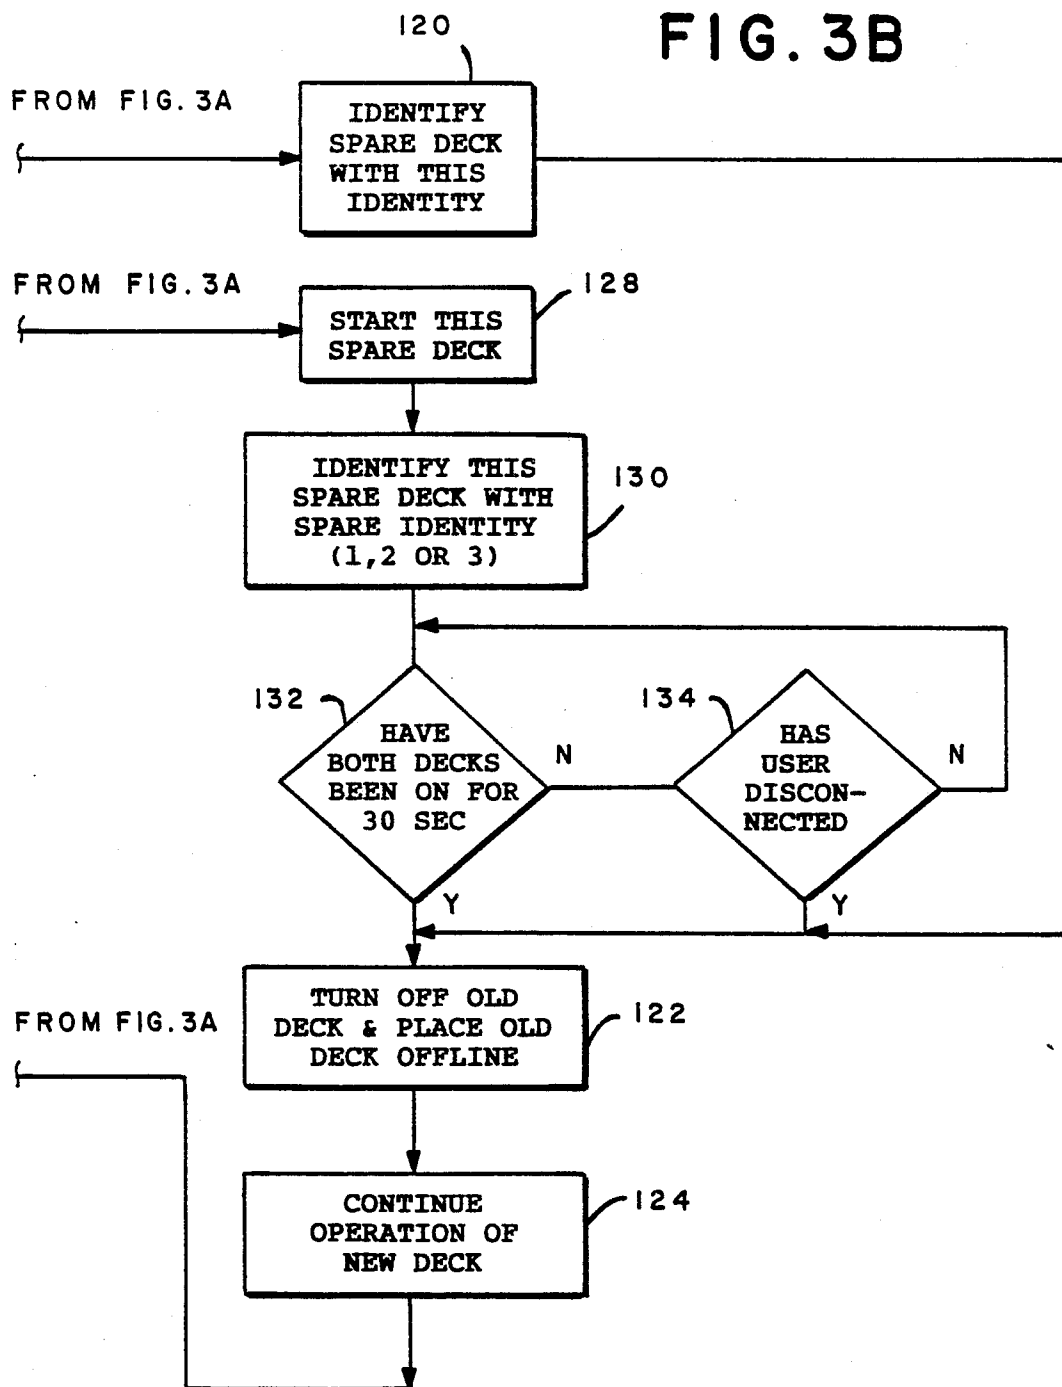 FIG. 3B
120
FROM FIG. 3A
IDENTIFY
SPARE DECK
WITH THIS
IDENTITY
FROM FIG. 3A
128
START THIS
SPARE DECK
IDENTIFY THIS
SPARE DECK WITH
SPARE IDENTITY
(1,2 OR 3)
130
132
HAVE
BOTH DECKS
BEEN ON FOR
30 SEC
N
Y
134
HAS
USER
DISCON-
NECTED
N
Y
TURN OFF OLD
DECK & PLACE OLD
DECK OFFLINE
122
FROM FIG. 3A
CONTINUE
OPERATION OF
NEW DECK
124